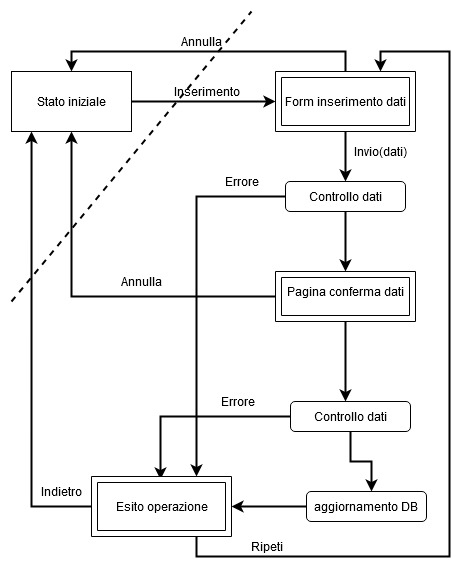 Annulla
Stato iniziale
Inserimento
Form inserimento dati
Invio(dati)
Errore
Controllo dati
Annulla
Pagina conferma dati
Errore
Controllo dati
Indietro
Esito operazione
aggiornamento DB
Ripeti